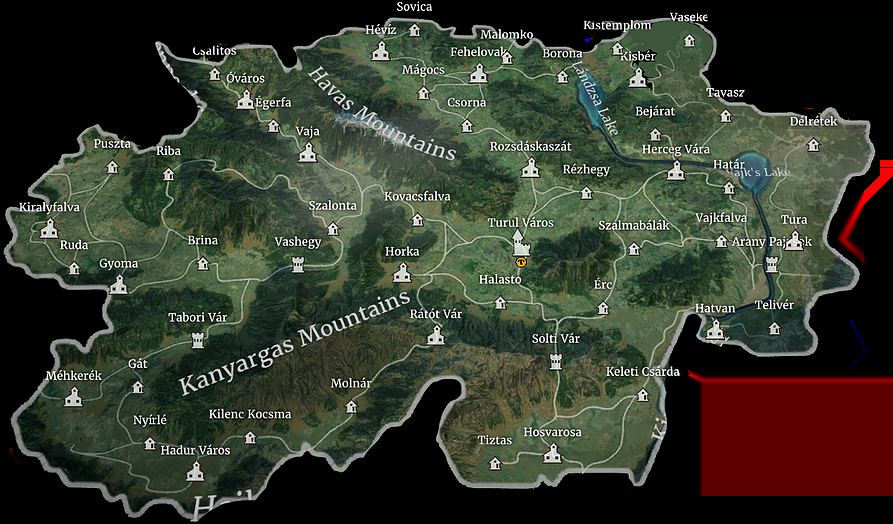 Sovica
Vaseke
Hévíz
Kistemplom
Malomko
Csalitos
Fehelovak
Borona
Kisbér
Mágocs
Óváros
Landzsa Lake
Tavasz
Égerfa
Havas Mountains
Csorna
Bejárat
Délrétek
Vaja
Puszta
Riba
Rozsdáskaszát
Herceg Vára
Rézhegy
Határ
Vajk's Lake
Kovacsfalva
Kiralyfalva
Szalonta
Turul Város
Szalmabálák
Vajkfalva
Tura
Ruda
Brina
Vashegy
Arany Pajkok
Horka
Gyoma
Halastó
Érc
Tabori Vár
Kanyargas Mountains
Rátót Vár
Hatvan
Telivér
Solti Vár
Gát
Méhkerék
Molnár
Keleti Csárda
Nyírlé
Kilenc Kocsma
Tiztas
Hosvarosa
Hadur Város